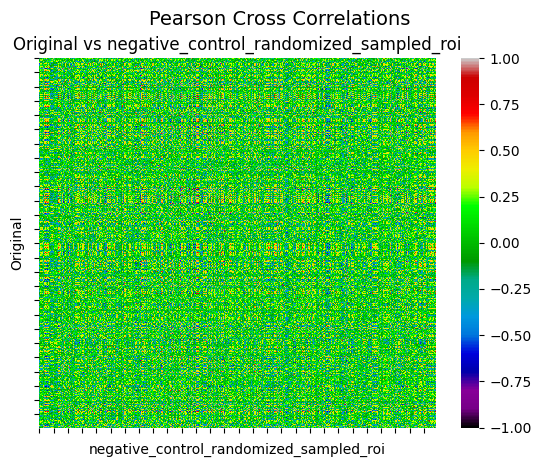 Pearson Cross Correlations
Original vs negative_control_randomized_sampled_roi
1.00
0.75
0.50
0.25
0.00
−0.25
−0.50
−0.75
−1.00
Original
negative_control_randomized_sampled_roi